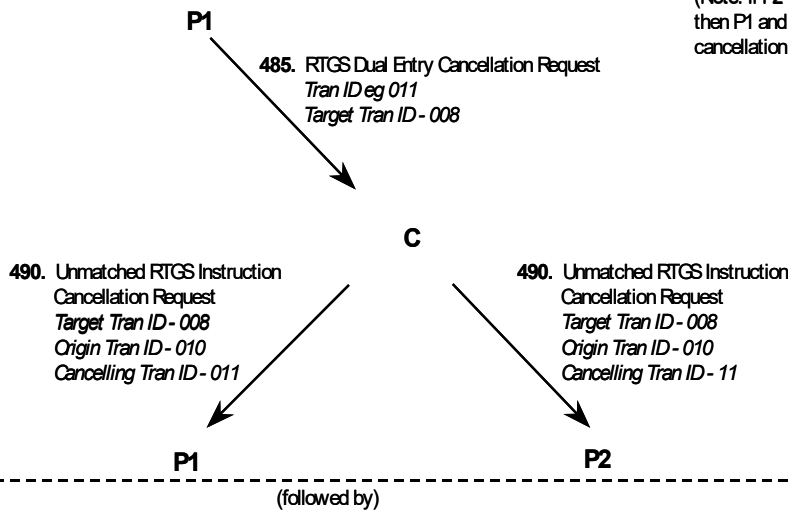 P1
then P1 and
cancellation
485. RTGS Dual Entry Cancellation Request
Tran ID eg 011
Target Tran ID - 008
C
490. Unmatched RTGS Instruction
Cancellation Request
Target Tran ID - 008
Origin Tran ID - 010
Cancelling Tran ID - 011
490. Unmatched RTGS Instruction
Cancellation Request
Target Tran ID - 008
Origin Tran ID - 010
Cancelling Tran ID - 11
P1
P2
(followed by)